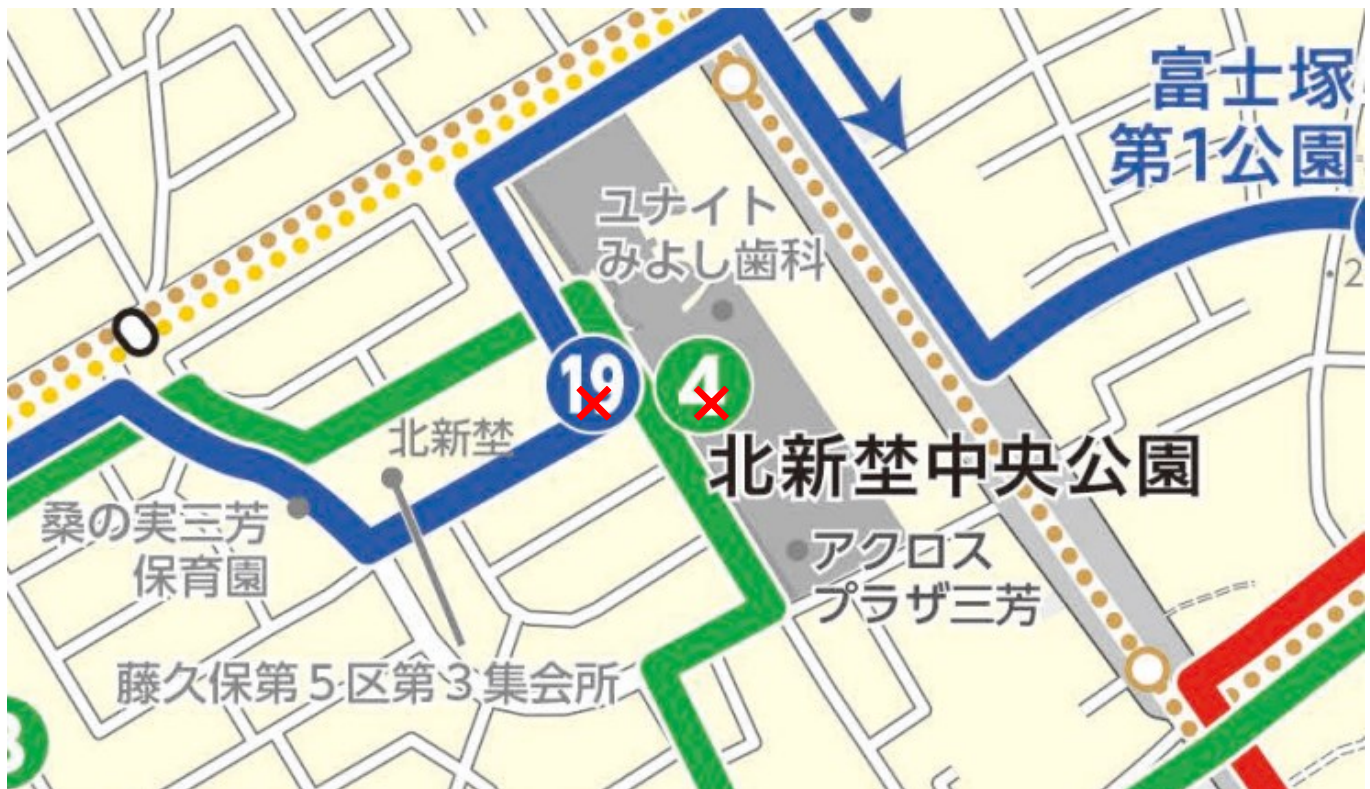 富士塚
第1公園
ユナイト
みよし歯科
19
4
北新埜
北新埜中央公園
桑の実三芳
保育園
アクロス
プラザ三芳
藤久保第5区第3集会所
2